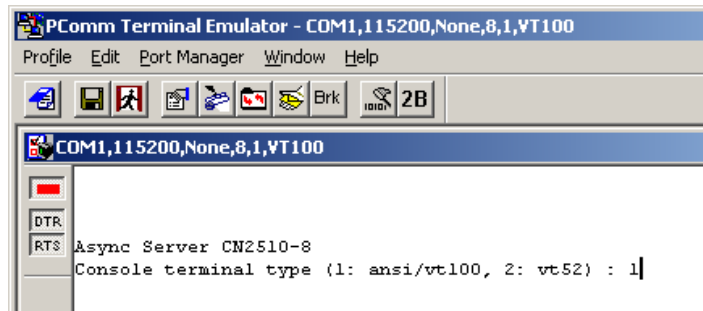 PComm Terminal Emulator - COM1,115200,None,8,1,VT100
Profile Edit Port Manager Window Help
Brk 2B
COM1,115200,None,8,1,VT100
DTR
RTS
Async Server CN2510-8
Console terminal type (1: ansi/vt100, 2: vt52) : 1